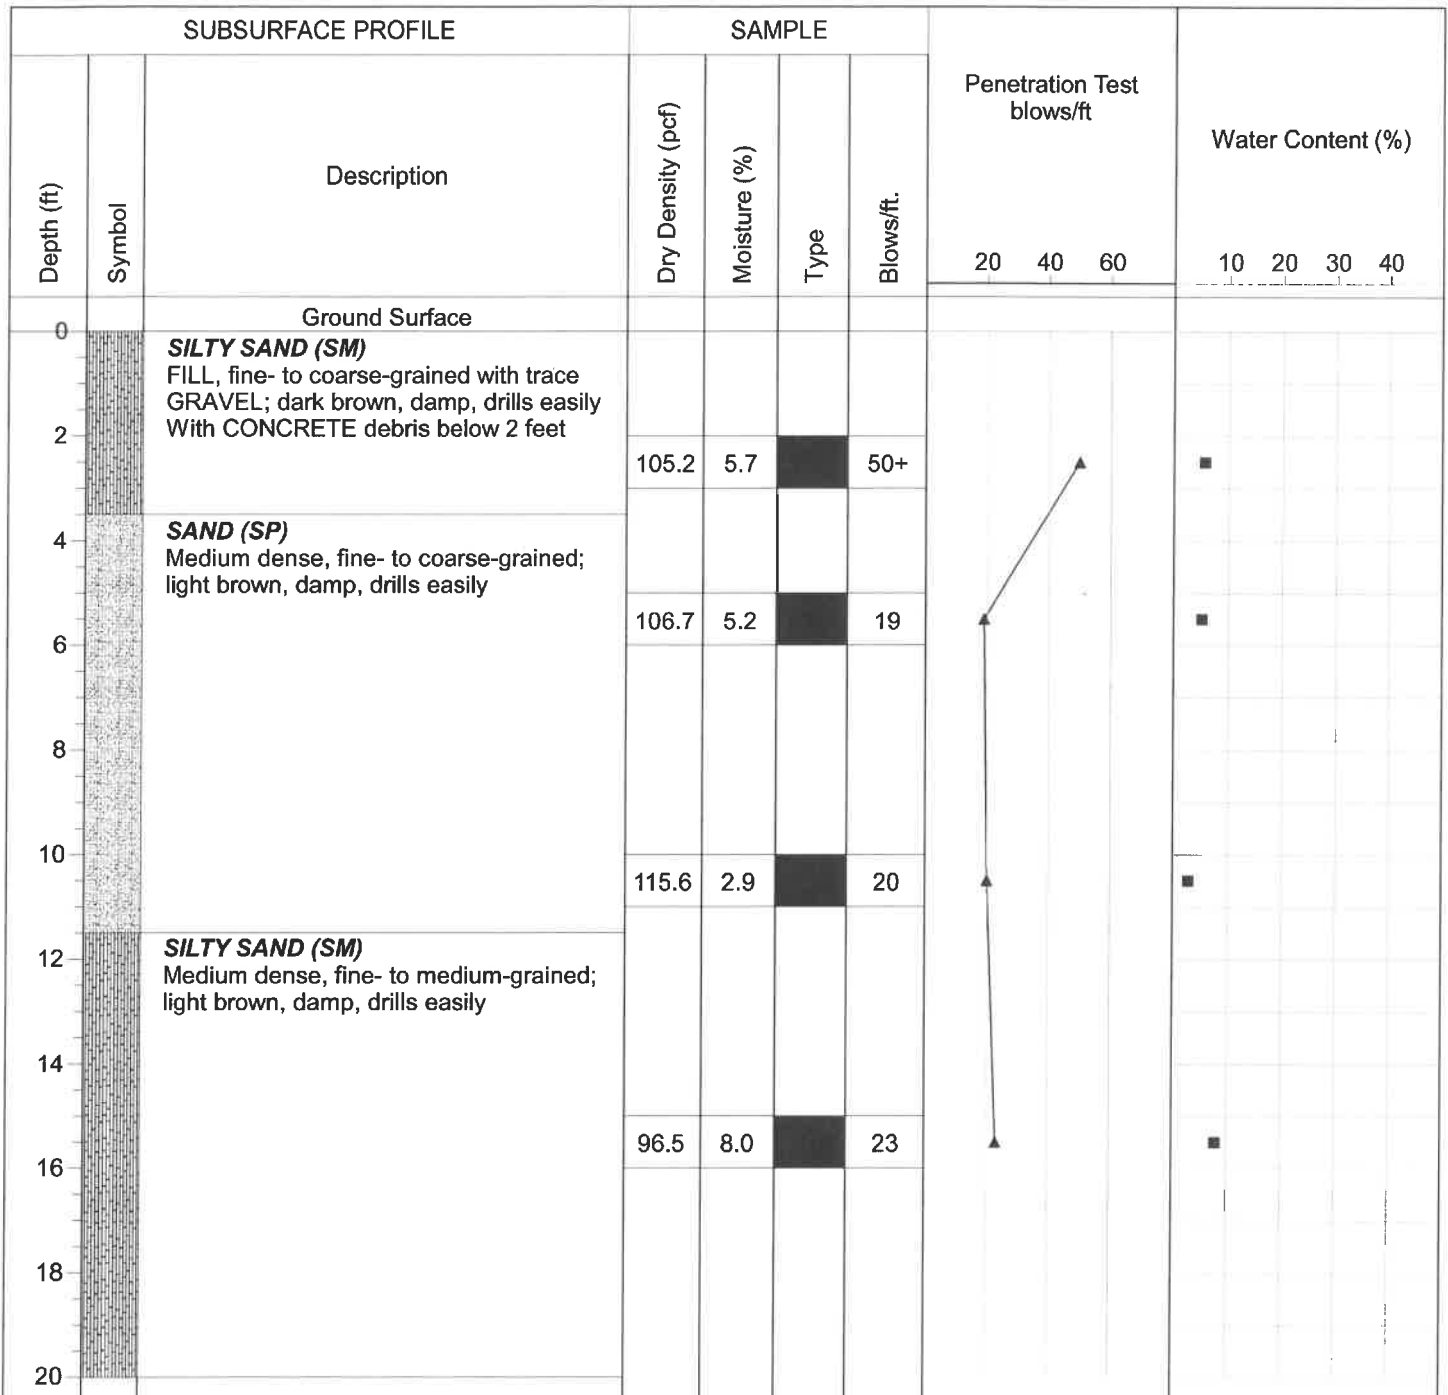 SUBSURFACE PROFILE
SAMPLE
Depth (ft)
Symbol
Description
Dry Density (pcf)
Moisture (%)
Type
Blows/ft.
Penetration Test
blows/ft
20 40 60
Water Content (%)
10 20 30 40
Ground Surface
0
SILTY SAND (SM)
FILL, fine- to coarse-grained with trace
GRAVEL; dark brown, damp, drills easily
With CONCRETE debris below 2 feet
2
105.2 5.7 50+
SAND (SP)
4
Medium dense, fine- to coarse-grained;
light brown, damp, drills easily
106.7 5.2 19
6
8
10
115.6 2.9 20
SILTY SAND (SM)
12
Medium dense, fine- to medium-grained;
light brown, damp, drills easily
14
96.5 8.0 23
16
18
20